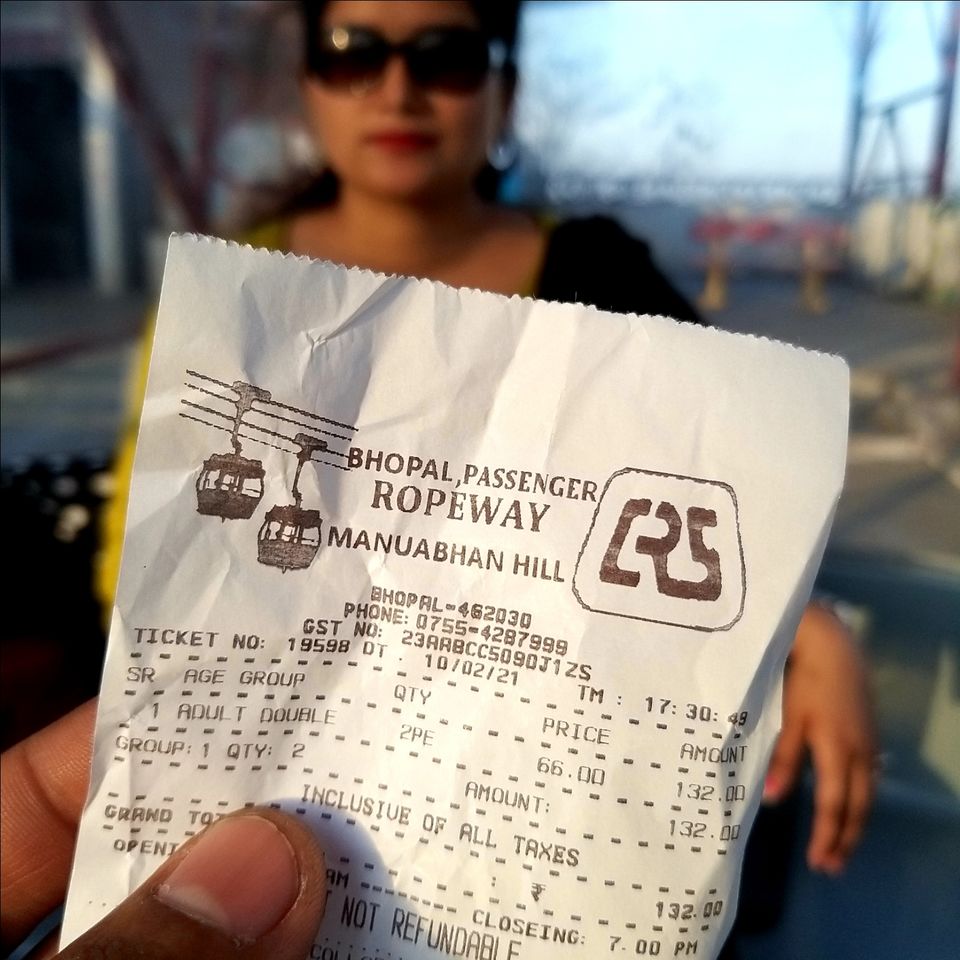 BHOPAL, PASSENGER
ROPEWAY
MANUABHAN HILL
CRS
BHOPAL-462030
PHONE: 0755-4287999
GST NO: 23AABCC5090J1ZS
TICKET NO: 19598 DT : 10/02/21 TM : 17:30:49
SR AGE GROUP QTY PRICE AMOUNT
1 ADULT DOUBLE 2PE 66.00 132.00
GROUP: 1 QTY: 2 AMOUNT: 132.00
INCLUSIVE OF ALL TAXES
GRAND : ₹ 132.00
AM CLOSEING: 7.00 PM
NOT REFUNDABLE